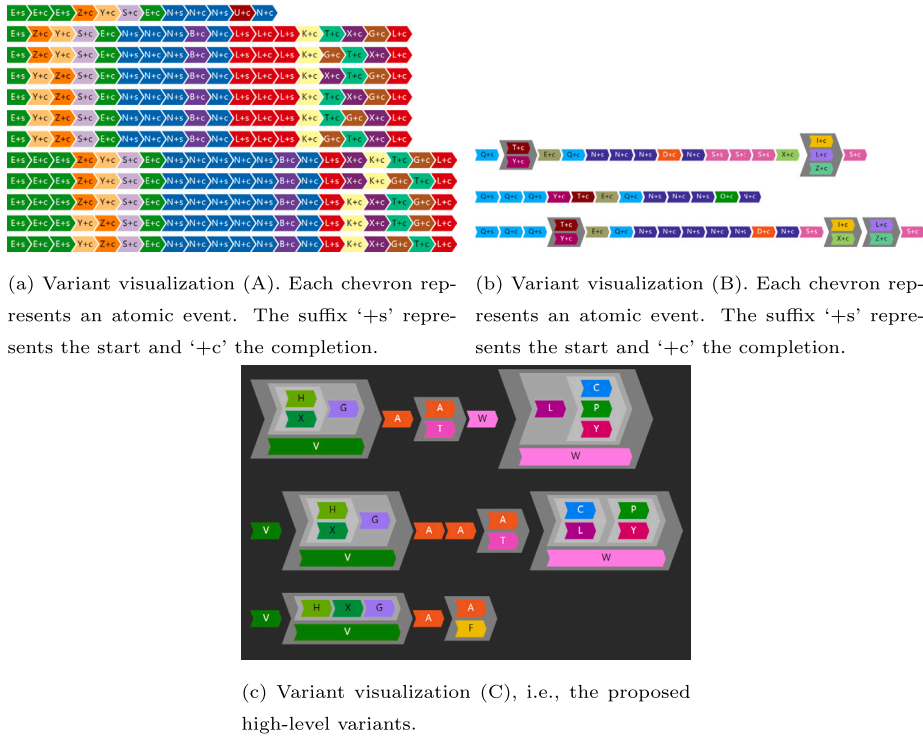 E+s E+c E+s Z+c Y+c S+c E+c N+s N+c N+s U+c N+c
E+s Z+c Y+c S+c E+c N+s N+c N+s B+c N+c L+s L+c L+s K+c T+c X+c G+c L+c
E+s Z+c Y+c S+c E+c N+s N+c N+s B+c N+c L+s L+c L+s K+c G+c T+c X+c L+c
E+s Y+c Z+c S+c E+c N+s N+c N+s B+c N+c L+s L+c L+s K+c X+c T+c G+c L+c
E+s Y+c Z+c S+c E+c N+s N+c N+s B+c N+c L+s L+c L+s K+c T+c X+c G+c L+c
E+s Y+c Z+c S+c E+c N+s N+c N+s B+c N+c L+s L+c L+s K+c T+c G+c X+c L+c
E+s Y+c Z+c S+c E+c N+s N+c N+s B+c N+c L+s L+c L+s K+c G+c T+c X+c L+c
E+s E+c E+s Z+c Y+c S+c E+c N+s N+c N+s N+c N+s B+c N+c L+s X+c K+c T+c G+c L+c
E+s E+c E+s Z+c Y+c S+c E+c N+s N+c N+s N+c N+s B+c N+c L+s X+c K+c G+c T+c L+c
E+s E+c E+s Z+c Y+c S+c E+c N+s N+c N+s N+c N+s B+c N+c L+s K+c X+c T+c G+c L+c
E+s E+c E+s Y+c Z+c S+c E+c N+s N+c N+s N+c N+s B+c N+c L+s K+c X+c T+c G+c L+c
E+s E+c E+s Y+c Z+c S+c E+c N+s N+c N+s N+c N+s B+c N+c L+s K+c X+c G+c T+c L+c
(a) Variant visualization (A). Each chevron rep-
resents an atomic event. The suffix ‘+s’ repre-
sents the start and ‘+c’ the completion.
T+c I+c
Q+s E+c Q+c N+s N+c N+s D+c N+c S+s S+c S+s X+c L+c S+c
Y+c Z+c
Q+s Q+c Q+s Y+c T+c E+c Q+c N+s N+c N+s O+c N+c
T+c I+c L+c
Q+s Q+c Q+s E+c Q+c N+s N+c N+s N+c N+s D+c N+c S+s S+c
Y+c X+c Z+c
(b) Variant visualization (B). Each chevron rep-
resents an atomic event. The suffix ‘+s’ repre-
sents the start and ‘+c’ the completion.
C
H
G A A W L P
X T Y
V W
H C P
V G A A A
X T L Y
V W
H X G A
V A
V F
(c) Variant visualization (C), i.e., the proposed
high-level variants.